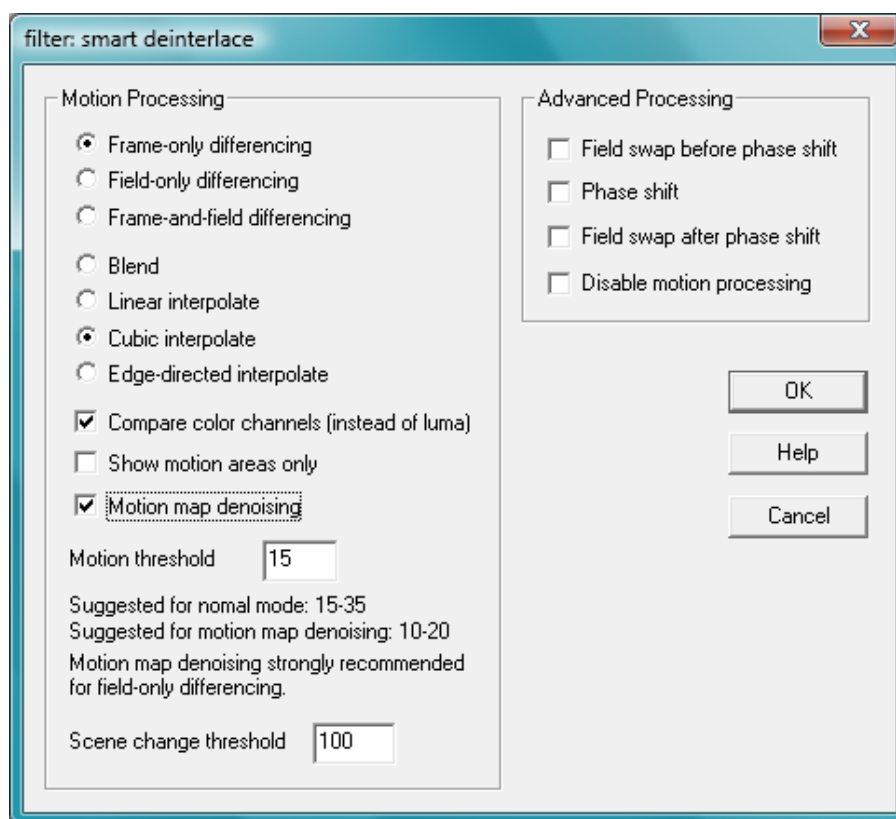 filter: smart deinterlace
Motion Processing
Frame-only differencing
Field-only differencing
Frame-and-field differencing
Blend
Linear interpolate
Cubic interpolate
Edge-directed interpolate
Compare color channels (instead of luma)
Show motion areas only
Motion map denoising
Motion threshold 15
Suggested for nomal mode: 15-35
Suggested for motion map denoising: 10-20
Motion map denoising strongly recommended
for field-only differencing.
Scene change threshold 100
Advanced Processing
Field swap before phase shift
Phase shift
Field swap after phase shift
Disable motion processing
OK
Help
Cancel